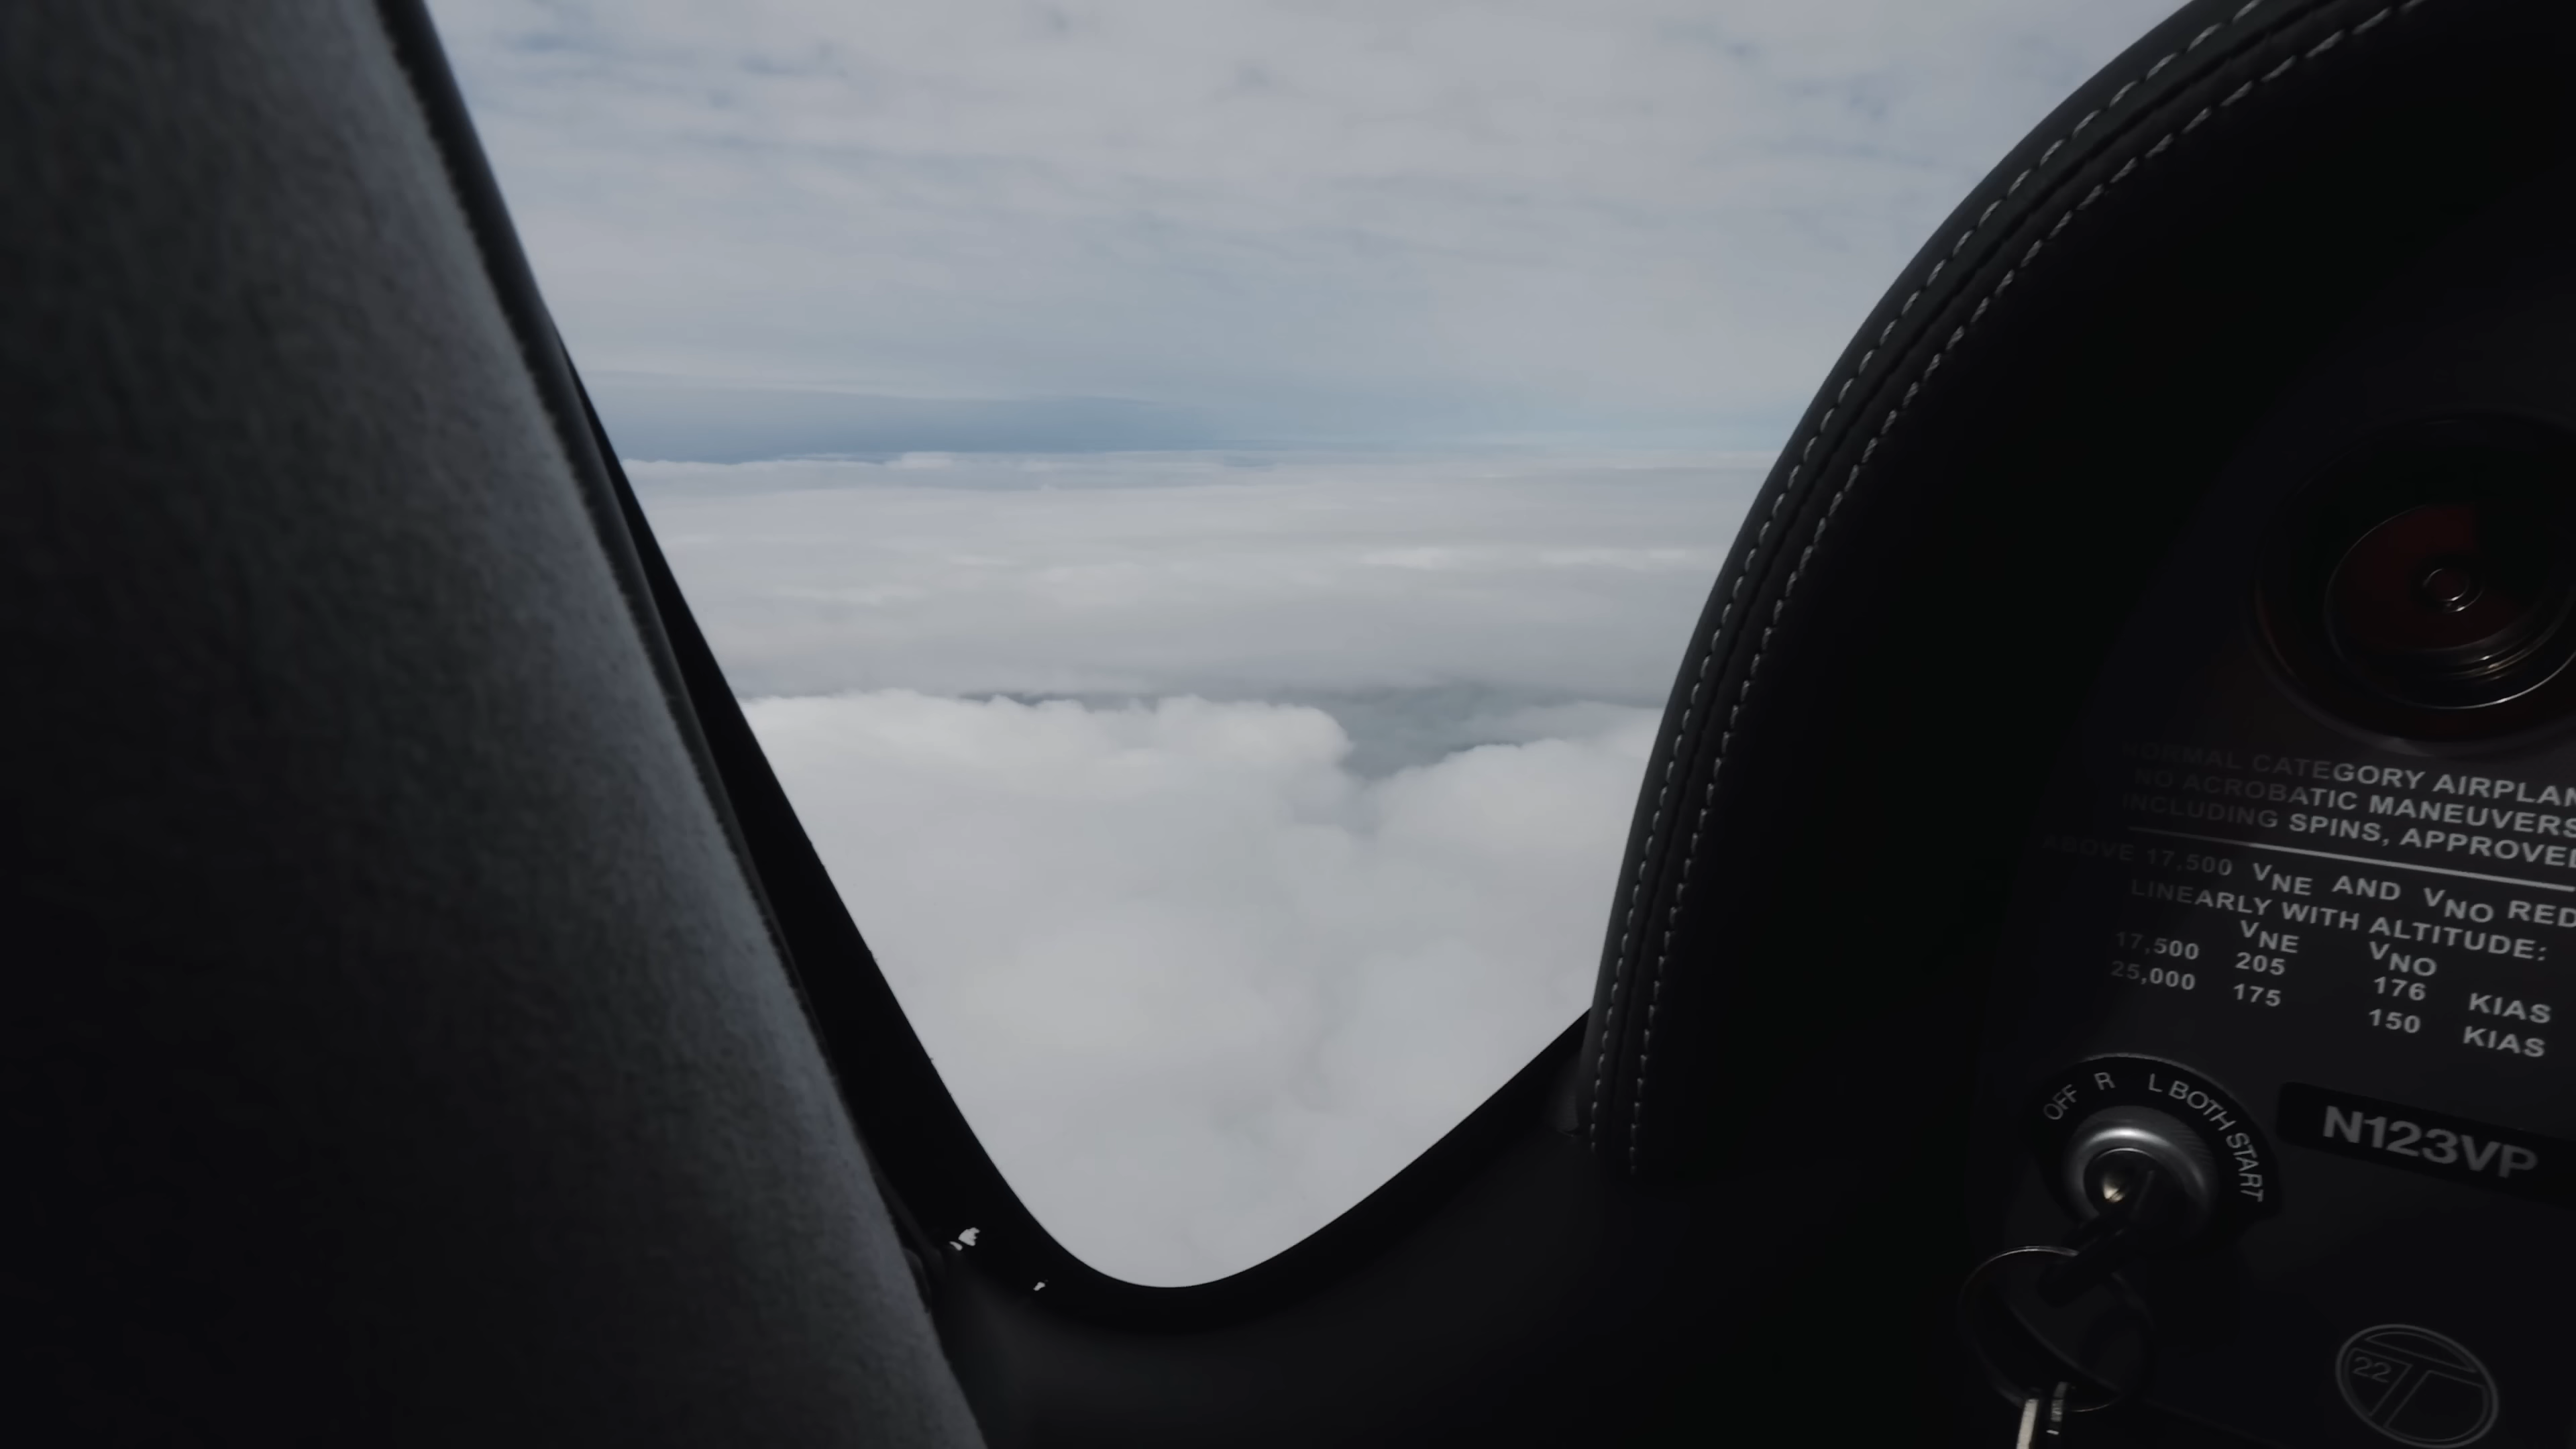 NORMAL CATEGORY AIRPLAN
NO ACROBATIC MANEUVERS
INCLUDING SPINS, APPROVED
ABOVE 17,500 VNE AND VNO RED
LINEARLY WITH ALTITUDE:
VNE VNO
17,500 205 176 KIAS
25,000 175 150 KIAS
OFF R L BOTH START
N123VP
22 T